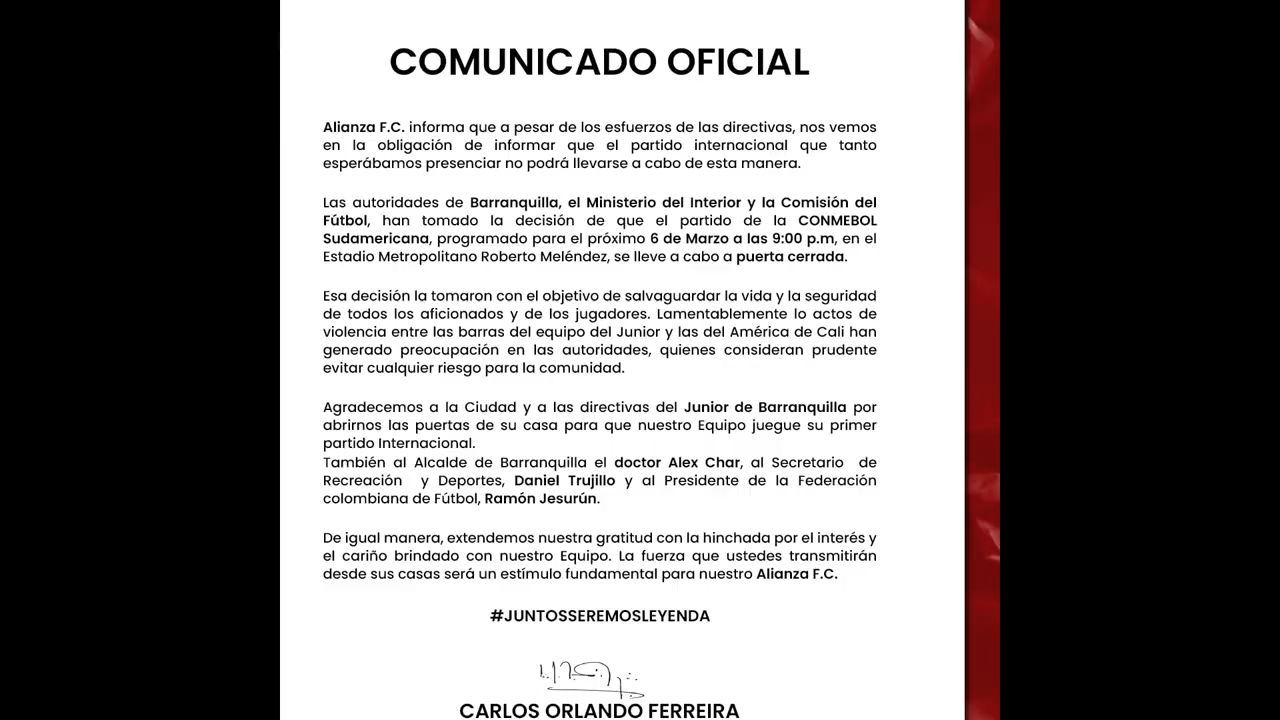 COMUNICADO OFICIAL
Alianza F.C. informa que a pesar de los esfuerzos de las directivas, nos vemos
en la obligación de informar que el partido internacional que tanto
esperábamos presenciar no podrá llevarse a cabo de esta manera.
Las autoridades de Barranquilla, el Ministerio del Interior y la Comisión del
Fútbol, han tomado la decisión de que el partido de la CONMEBOL
Sudamericana, programado para el próximo 6 de Marzo a las 9:00 p.m, en el
Estadio Metropolitano Roberto Meléndez, se lleve a cabo a puerta cerrada.
Esa decisión la tomaron con el objetivo de salvaguardar la vida y la seguridad
de todos los aficionados y de los jugadores. Lamentablemente lo actos de
violencia entre las barras del equipo del Junior y las del América de Cali han
generado preocupación en las autoridades, quienes consideran prudente
evitar cualquier riesgo para la comunidad.
Agradecemos a la Ciudad y a las directivas del Junior de Barranquilla por
abrirnos las puertas de su casa para que nuestro Equipo juegue su primer
partido Internacional.
También al Alcalde de Barranquilla el doctor Alex Char, al Secretario de
Recreación y Deportes, Daniel Trujillo y al Presidente de la Federación
colombiana de Fútbol, Ramón Jesurún.
De igual manera, extendemos nuestra gratitud con la hinchada por el interés y
el cariño brindado con nuestro Equipo. La fuerza que ustedes transmitirán
desde sus casas será un estímulo fundamental para nuestro Alianza F.C.
#JUNTOSSEREMOSLEYENDA
CARLOS ORLANDO FERREIRA